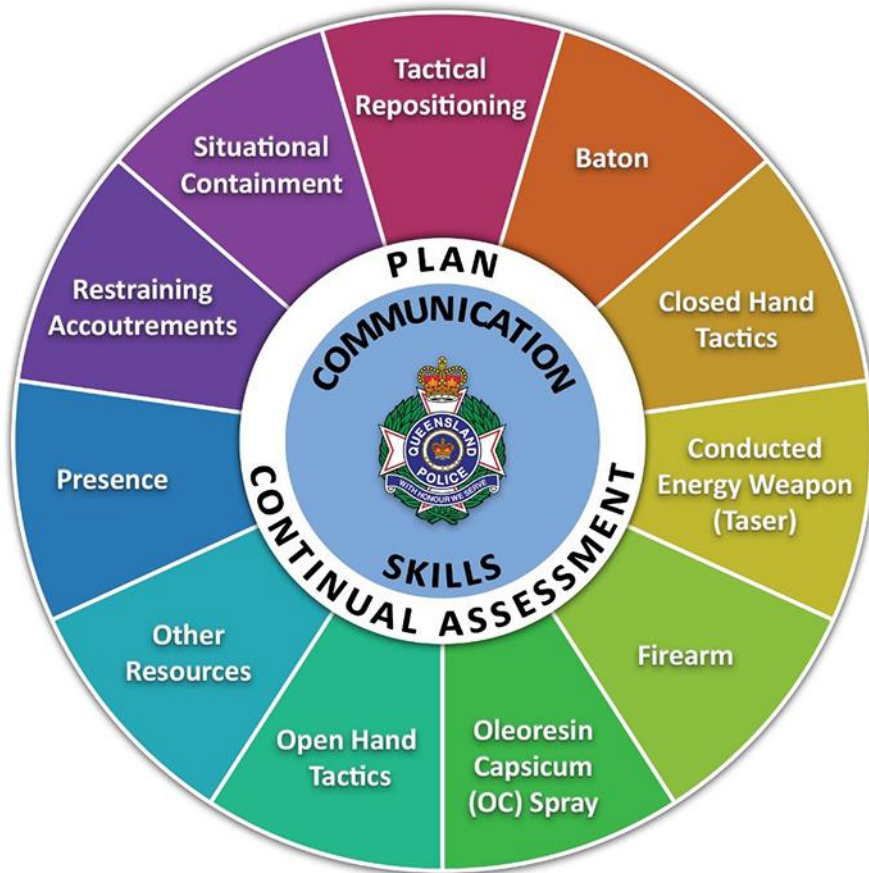 Tactical
Repositioning
Baton
Closed Hand
Tactics
Conducted
Energy Weapon
(Taser)
Firearm
Oleoresin
Capsicum
(OC) Spray
Open Hand
Tactics
Other
Resources
Presence
Restraining
Accoutrements
Situational
Containment
PLAN
COMMUNICATION
QUEENSLAND
POLICE
WITH HONOUR WE SERVE
SKILLS
CONTINUAL ASSESSMENT